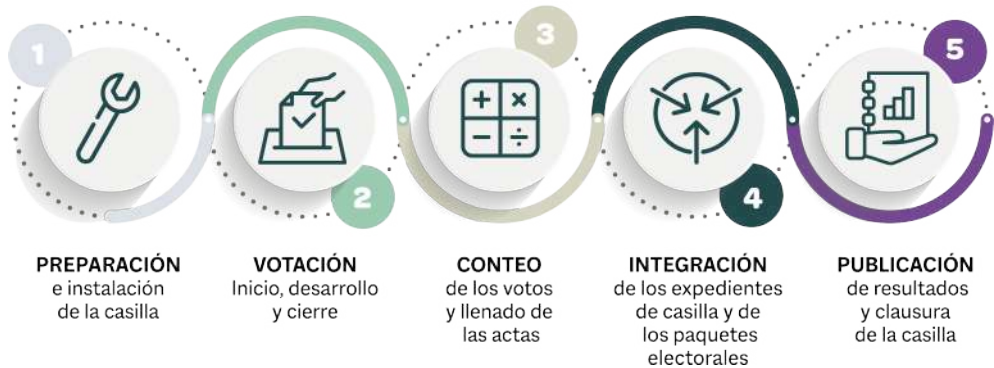 1
PREPARACIÓN
e instalación
de la casilla
2
VOTACIÓN
Inicio, desarrollo
y cierre
3
CONTEO
de los votos
y llenado de
las actas
4
INTEGRACIÓN
de los expedientes
de casilla y de
los paquetes
electorales
5
PUBLICACIÓN
de resultados
y clausura
de la casilla